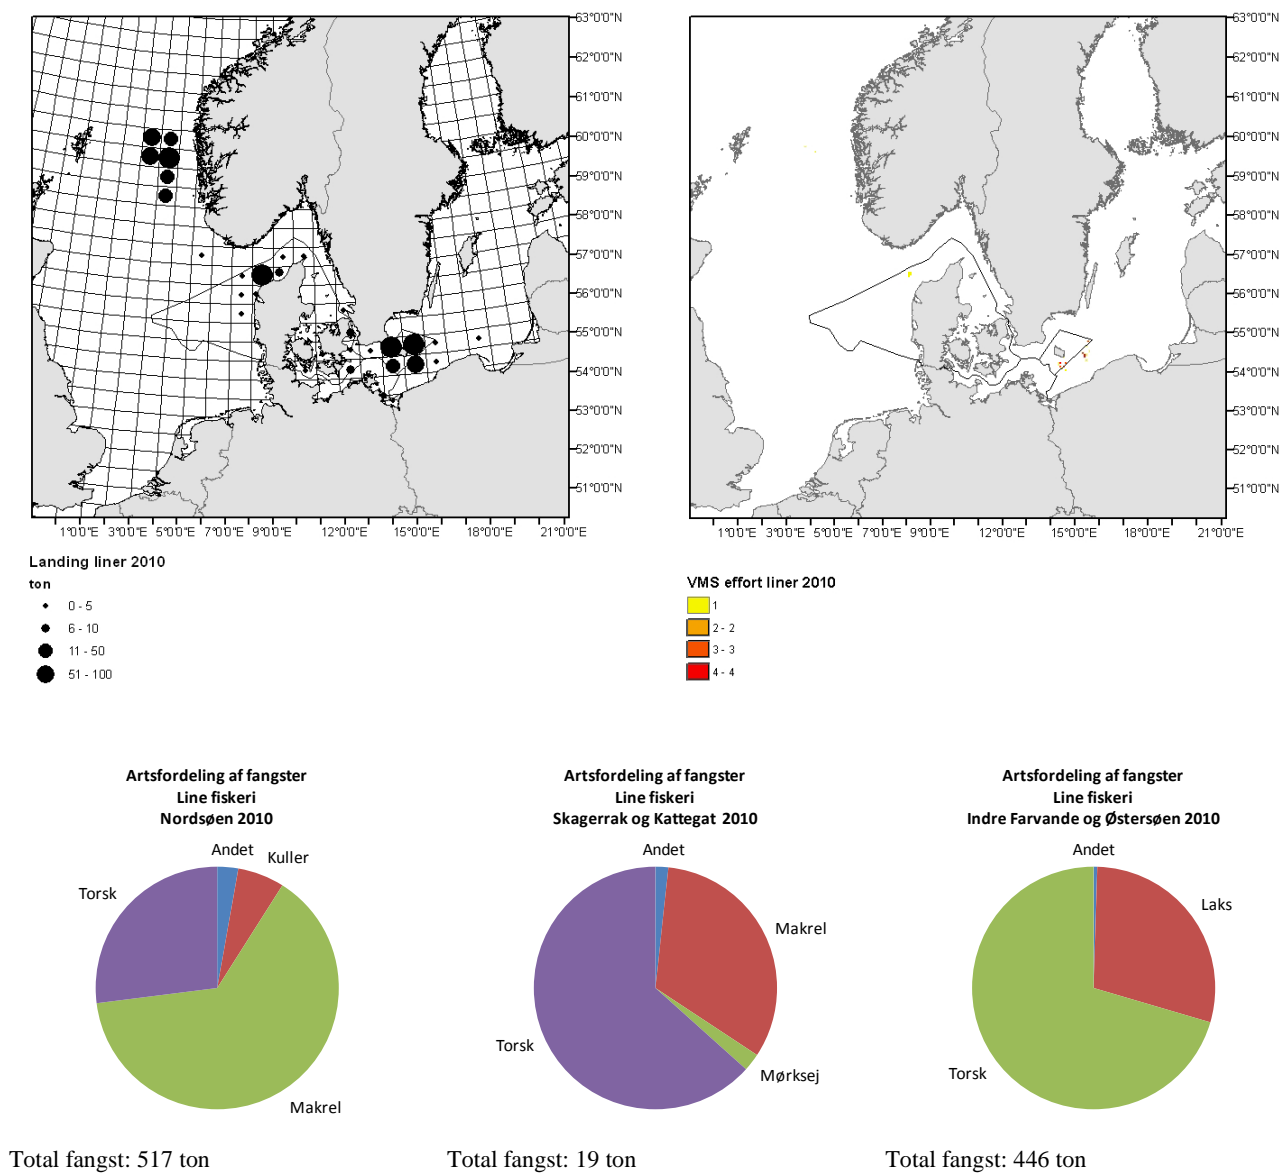 63°0'0"N
62°0'0"N
61°0'0"N
60°0'0"N
59°0'0"N
58°0'0"N
57°0'0"N
56°0'0"N
55°0'0"N
54°0'0"N
53°0'0"N
52°0'0"N
51°0'0"N
1°0'0"E 3°0'0"E 5°0'0"E 7°0'0"E 9°0'0"E 12°0'0"E 15°0'0"E 18°0'0"E 21°0'0"E
Landing liner 2010
ton
0 - 5
6 - 10
11 - 50
51 - 100
63°0'0"N
62°0'0"N
61°0'0"N
60°0'0"N
59°0'0"N
58°0'0"N
57°0'0"N
56°0'0"N
55°0'0"N
54°0'0"N
53°0'0"N
52°0'0"N
51°0'0"N
1°0'0"E 3°0'0"E 5°0'0"E 7°0'0"E 9°0'0"E 12°0'0"E 15°0'0"E 18°0'0"E 21°0'0"E
VMS effort liner 2010
1
2 - 2
3 - 3
4 - 4
Artsfordeling af fangster
Line fiskeri
Nordsøen 2010
Andet
Kuller
Torsk
Makrel
Total fangst: 517 ton
Artsfordeling af fangster
Line fiskeri
Skagerrak og Kattegat 2010
Andet
Makrel
Torsk
Mørksej
Total fangst: 19 ton
Artsfordeling af fangster
Line fiskeri
Indre Farvande og Østersøen 2010
Andet
Laks
Torsk
Total fangst: 446 ton